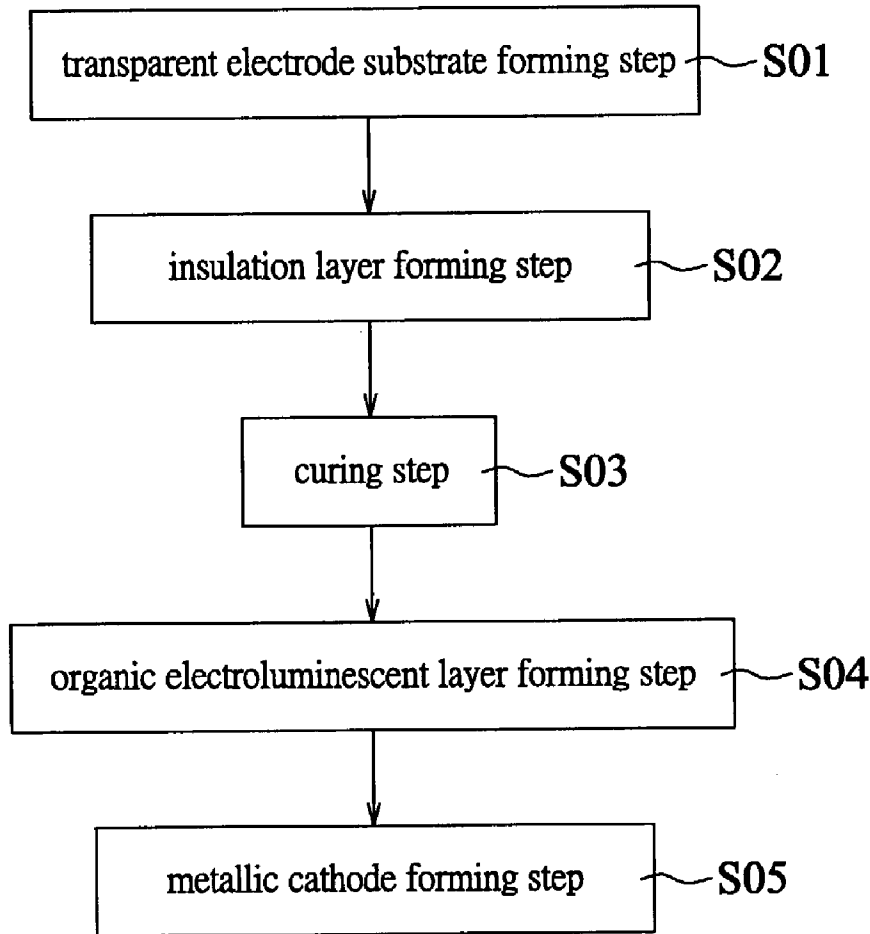 transparent electrode substrate forming step S01
insulation layer forming step S02
curing step S03
organic electroluminescent layer forming step S04
metallic cathode forming step S05